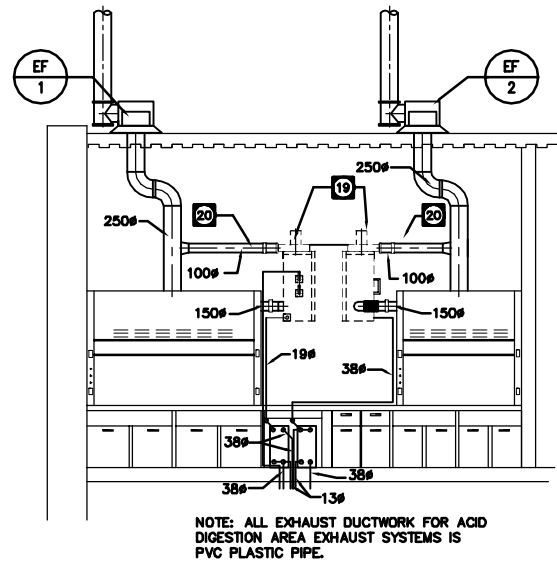 EF
1
EF
2
250ø
250ø
20
19
20
100ø
100ø
150ø
150ø
19ø
38ø
38ø
38ø
38ø
13ø
NOTE: ALL EXHAUST DUCTWORK FOR ACID
DIGESTION AREA EXHAUST SYSTEMS IS
PVC PLASTIC PIPE.